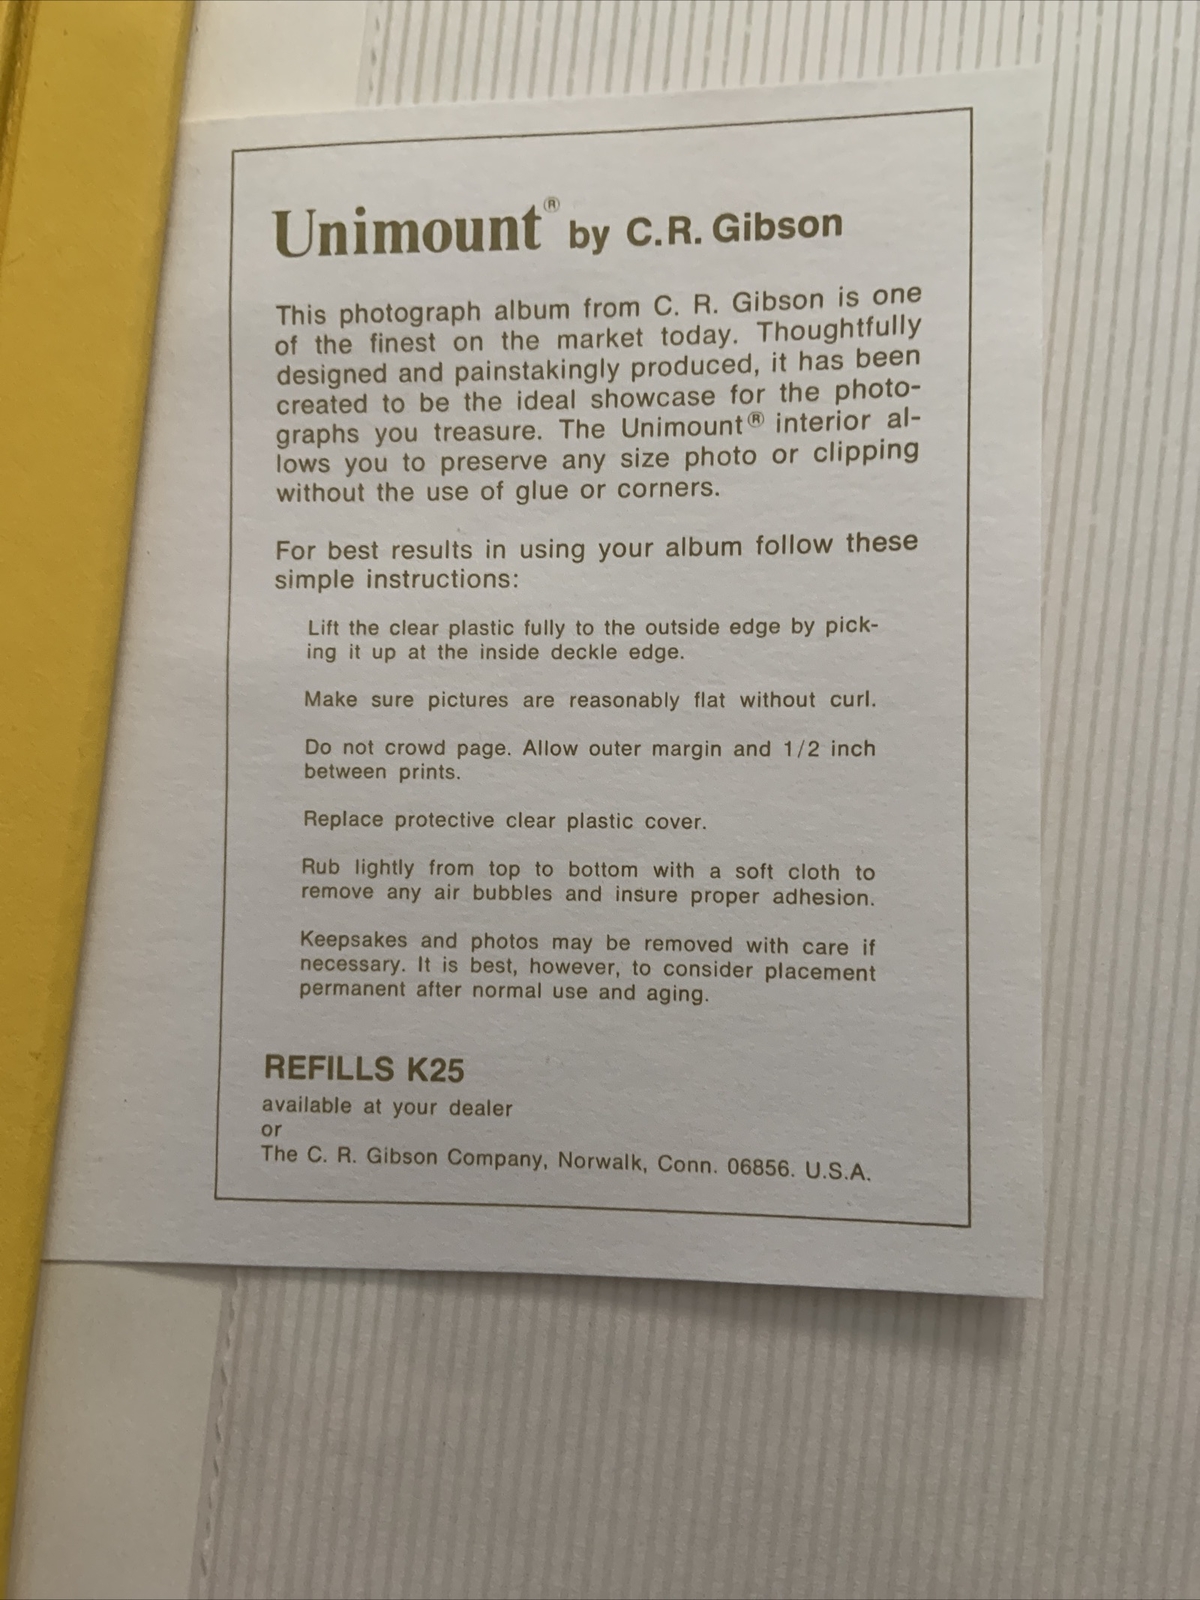 Unimount® by C.R. Gibson
This photograph album from C. R. Gibson is one
of the finest on the market today. Thoughtfully
designed and painstakingly produced, it has been
created to be the ideal showcase for the photo-
graphs you treasure. The Unimount® interior al-
lows you to preserve any size photo or clipping
without the use of glue or corners.
For best results in using your album follow these
simple instructions:
Lift the clear plastic fully to the outside edge by pick-
ing it up at the inside deckle edge.
Make sure pictures are reasonably flat without curl.
Do not crowd page. Allow outer margin and 1/2 inch
between prints.
Replace protective clear plastic cover.
Rub lightly from top to bottom with a soft cloth to
remove any air bubbles and insure proper adhesion.
Keepsakes and photos may be removed with care if
necessary. It is best, however, to consider placement
permanent after normal use and aging.
REFILLS K25
available at your dealer
or
The C. R. Gibson Company, Norwalk, Conn. 06856. U.S.A.